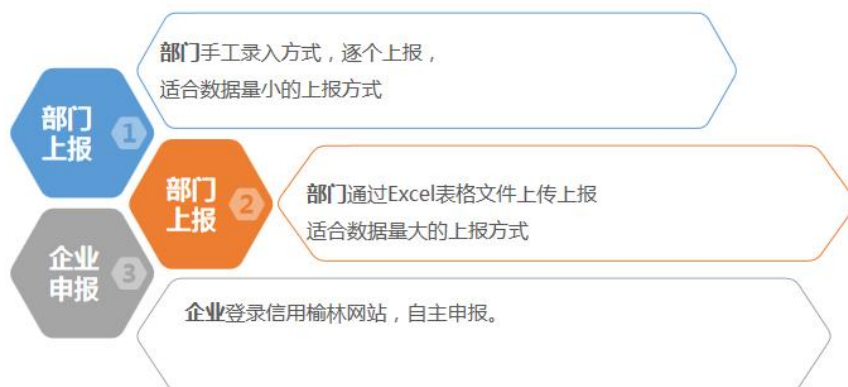 部门手工录入方式，逐个上报，
适合数据量小的上报方式
部门
上报
1
部门
上报
2
部门通过Excel表格文件上传上报
适合数据量大的上报方式
企业
申报
3
企业登录信用榆林网站，自主申报。